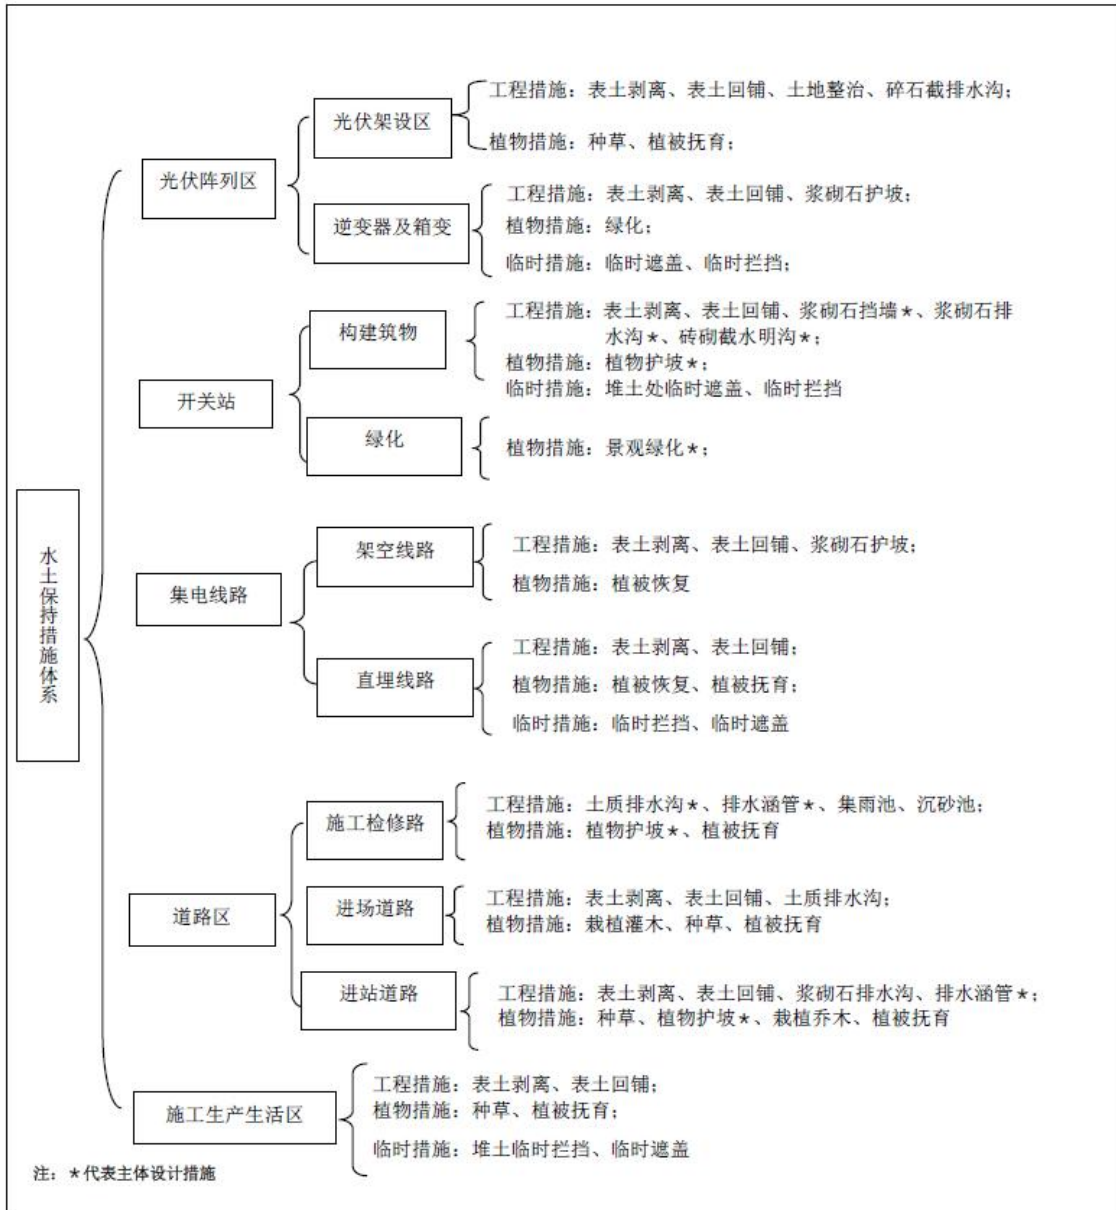 水土保持措施体系
光伏阵列区
光伏架设区
工程措施：表土剥离、表土回铺、土地整治、碎石截排水沟；
植物措施：种草、植被抚育；
逆变器及箱变
工程措施：表土剥离、表土回铺、浆砌石护坡；
植物措施：绿化；
临时措施：临时遮盖、临时拦挡；
开关站
构建筑物
工程措施：表土剥离、表土回铺、浆砌石挡墙*、浆砌石排
水沟*、砖砌截水明沟*；
植物措施：植物护坡*；
临时措施：堆土处临时遮盖、临时拦挡
绿化
植物措施：景观绿化*；
集电线路
架空线路
工程措施：表土剥离、表土回铺、浆砌石护坡；
植物措施：植被恢复
直埋线路
工程措施：表土剥离、表土回铺；
植物措施：植被恢复、植被抚育；
临时措施：临时拦挡、临时遮盖
道路区
施工检修路
工程措施：土质排水沟*、排水涵管*、集雨池、沉砂池；
植物措施：植物护坡*、植被抚育
进场道路
工程措施：表土剥离、表土回铺、土质排水沟；
植物措施：栽植灌木、种草、植被抚育
进站道路
工程措施：表土剥离、表土回铺、浆砌石排水沟、排水涵管*；
植物措施：种草、植物护坡*、栽植乔木、植被抚育
施工生产生活区
工程措施：表土剥离、表土回铺；
植物措施：种草、植被抚育；
临时措施：堆土临时拦挡、临时遮盖
注：*代表主体设计措施